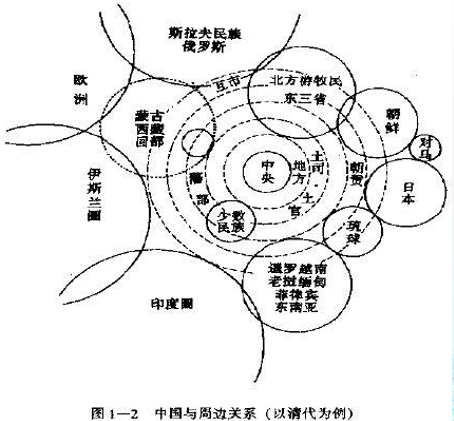 斯拉夫民族
俄罗斯
欧洲
互市
北方游牧民
东三省
蒙古
西藏
回部
朝鲜
对马
伊斯兰圈
中央
地方
土司·土官
朝贡
藩部
日本
少数
民族
琉球
暹罗越南
老挝缅甸
菲律宾
东南亚
印度圈
图1—2 中国与周边关系(以清代为例)